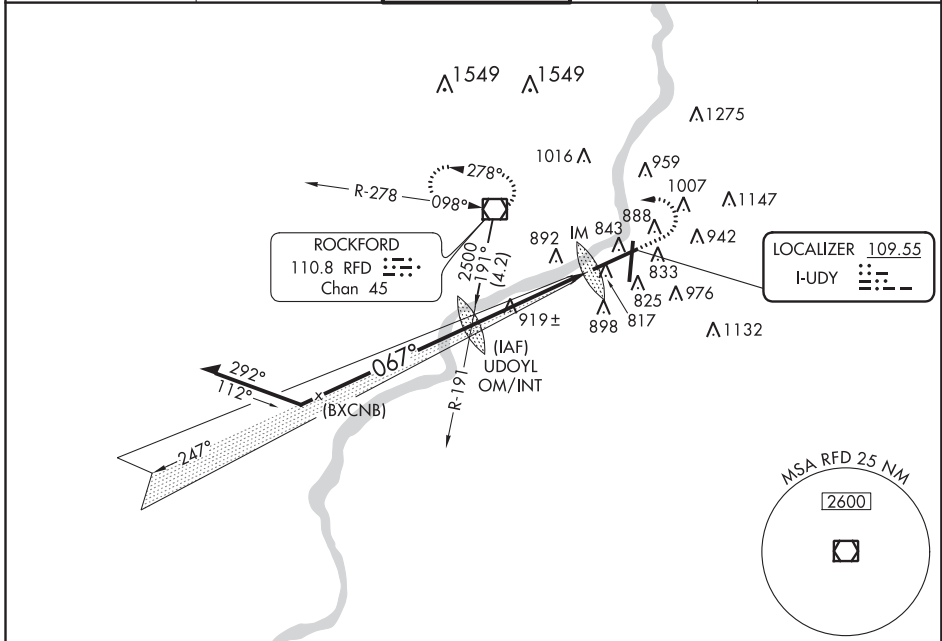 1549
1549
1275
1016
959
278°
1007
R-278
098°
1147
888
843
ROCKFORD
110.8 RFD
Chan 45
2500
191°
(4.2)
892
IM
942
833
LOCALIZER 109.55
I-UDY
825
976
919±
898
817
1132
(IAF)
UDOYL
OM/INT
067°
292°
112°
x
(BXCNB)
R-191
247°
MSA RFD 25 NM
2600